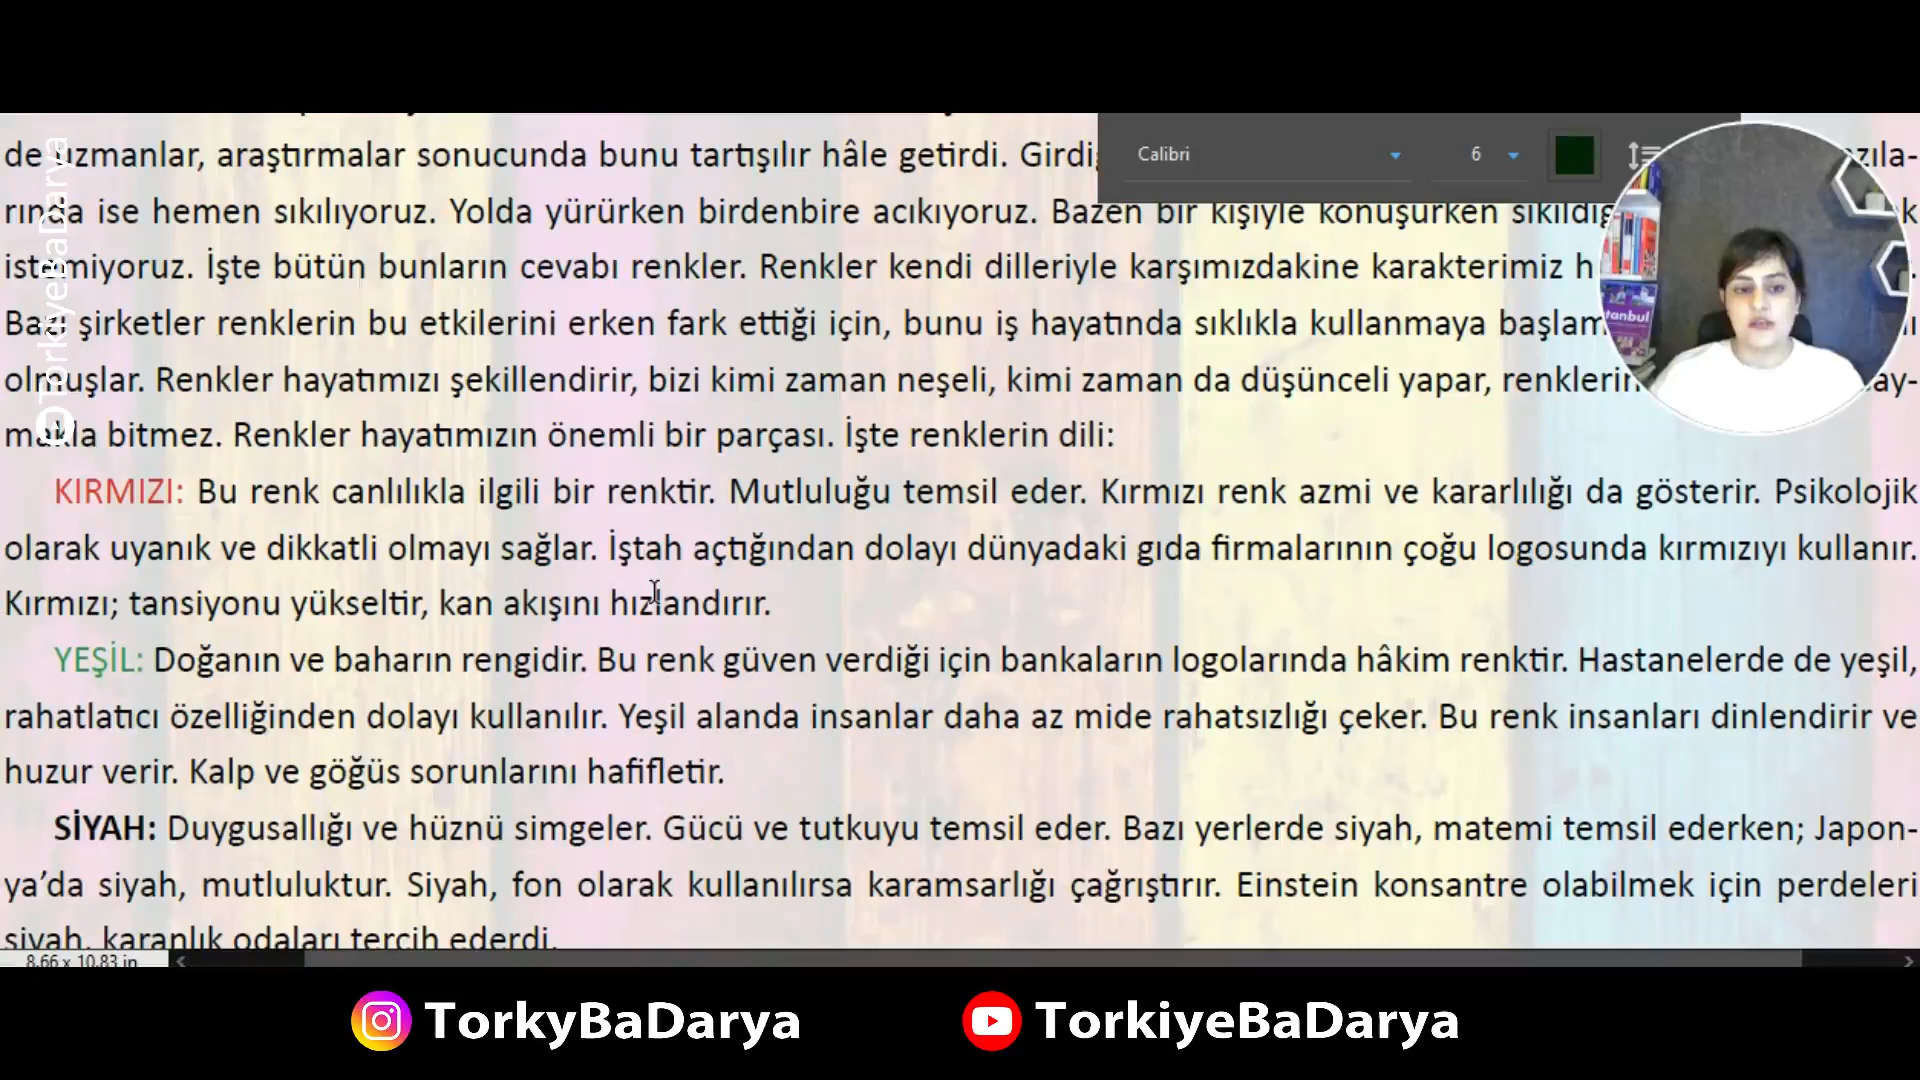 de uzmanlar, araştırmalar sonucunda bunu tartışılır hâle getirdi. zıla-
rında ise hemen sıkılıyoruz. Yolda yürürken birdenbire acıkıyoruz. Bazen bir kişiyle konuşurken
istemiyoruz. İşte bütün bunların cevabı renkler. Renkler kendi dilleriyle karşımızdakine karakterimiz
Bazı şirketler renklerin bu etkilerini erken fark ettiği için, bunu iş hayatında sıklıkla kullanmaya
olmuşlar. Renkler hayatımızı şekillendirir, bizi kimi zaman neşeli, kimi zaman da düşünceli yapar, ay-
makla bitmez. Renkler hayatımızın önemli bir parçası. İşte renklerin dili:
KIRMIZI: Bu renk canlılıkla ilgili bir renktir. Mutluluğu temsil eder. Kırmızı renk azmi ve kararlılığı da gösterir. Psikolojik
olarak uyanık ve dikkatli olmayı sağlar. İştah açtığından dolayı dünyadaki gıda firmalarının çoğu logosunda kırmızıyı kullanır.
Kırmızı; tansiyonu yükseltir, kan akışını hızlandırır.
YEŞİL: Doğanın ve baharın rengidir. Bu renk güven verdiği için bankaların logolarında hâkim renktir. Hastanelerde de yeşil,
rahatlatıcı özelliğinden dolayı kullanılır. Yeşil alanda insanlar daha az mide rahatsızlığı çeker. Bu renk insanları dinlendirir ve
huzur verir. Kalp ve göğüs sorunlarını hafifletir.
SİYAH: Duygusallığı ve hüznü simgeler. Gücü ve tutkuyu temsil eder. Bazı yerlerde siyah, matemi temsil ederken; Japon-
ya’da siyah, mutluluktur. Siyah, fon olarak kullanılırsa karamsarlığı çağrıştırır. Einstein konsantre olabilmek için perdeleri
siyah, karanlık odaları tercih ederdi.
Calibri 6
tanbul
TorkiyeBaDarya
8,66 x 10,83 in
TorkyBaDarya
TorkiyeBaDarya